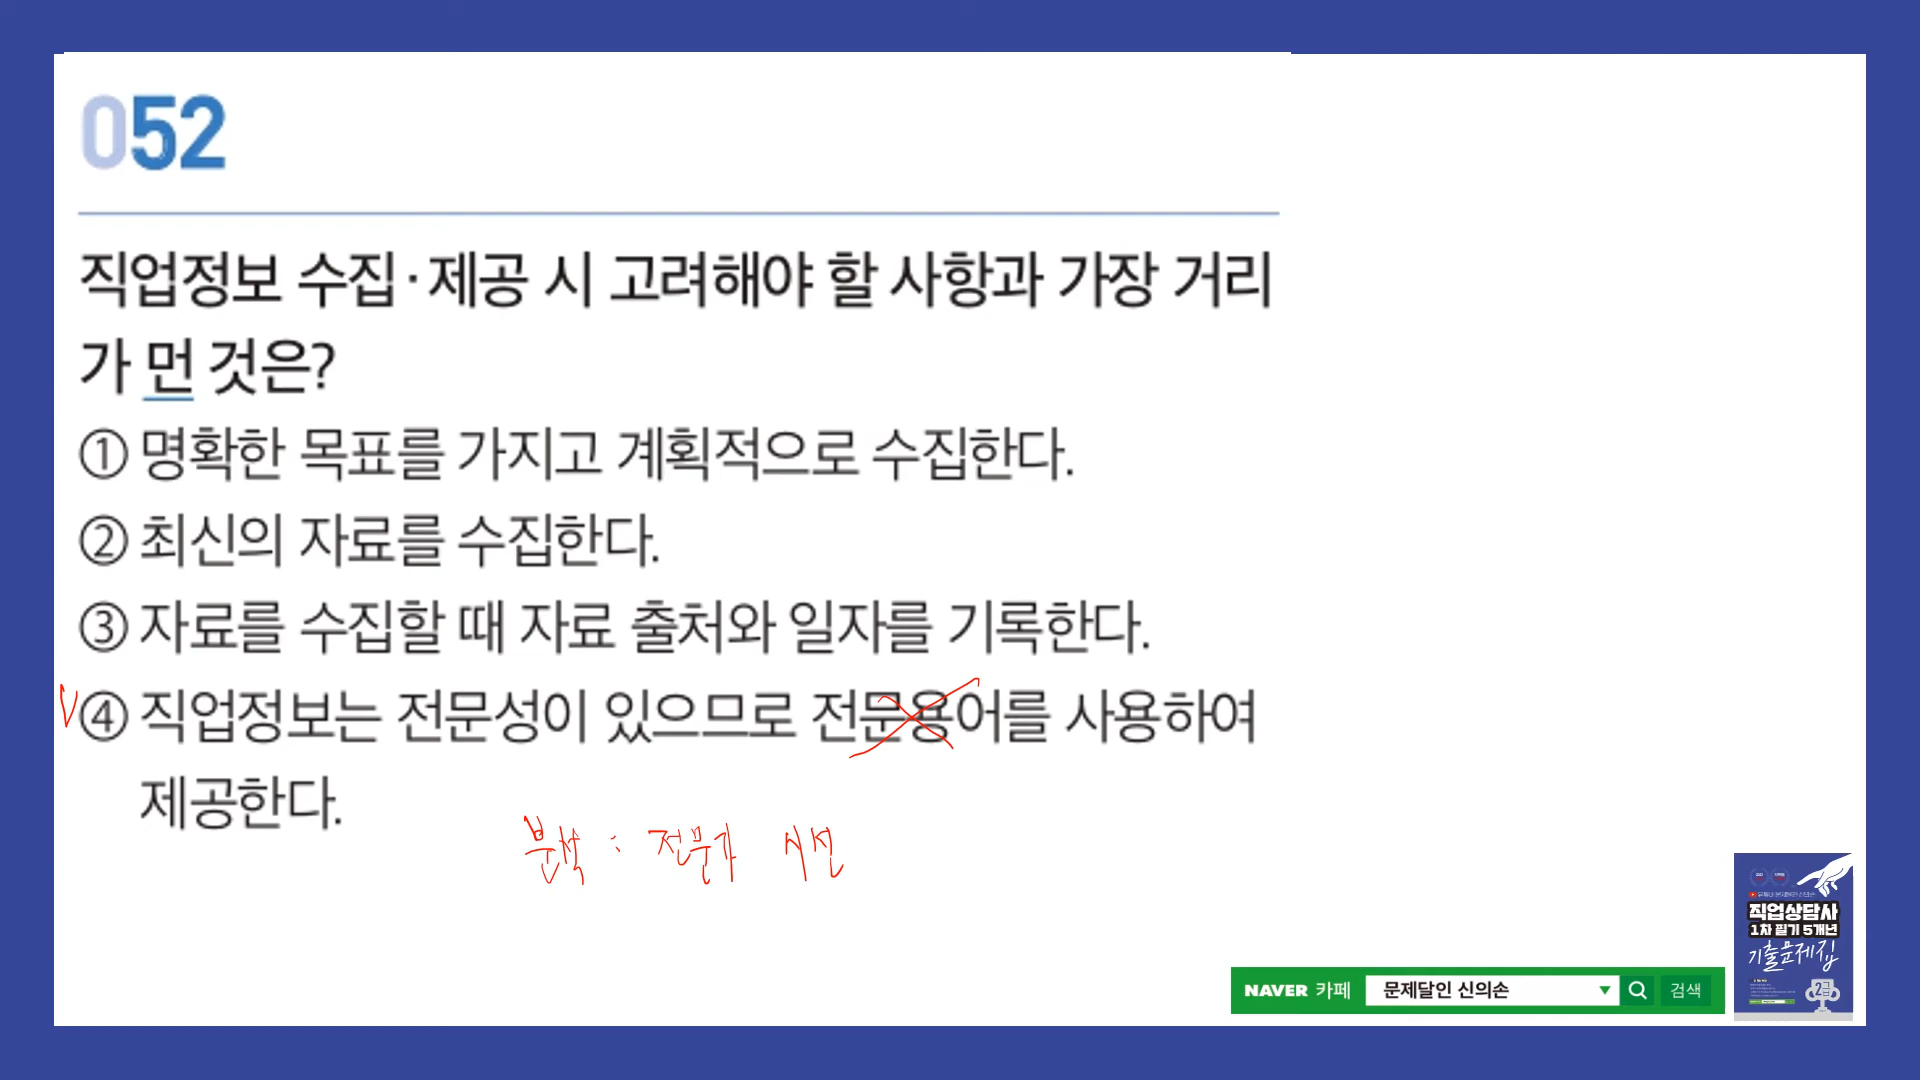 052
직업정보 수집·제공 시 고려해야 할 사항과 가장 거리
가 먼 것은?
① 명확한 목표를 가지고 계획적으로 수집한다.
② 최신의 자료를 수집한다.
③ 자료를 수집할 때 자료 출처와 일자를 기록한다.
V④ 직업정보는 전문성이 있으므로 전문용어를 사용하여
제공한다.
분석 : 전문가 시선
직업상담사
1차 필기 5개년
기출문제집
2급
NAVER 카페 문제달인 신의손 검색